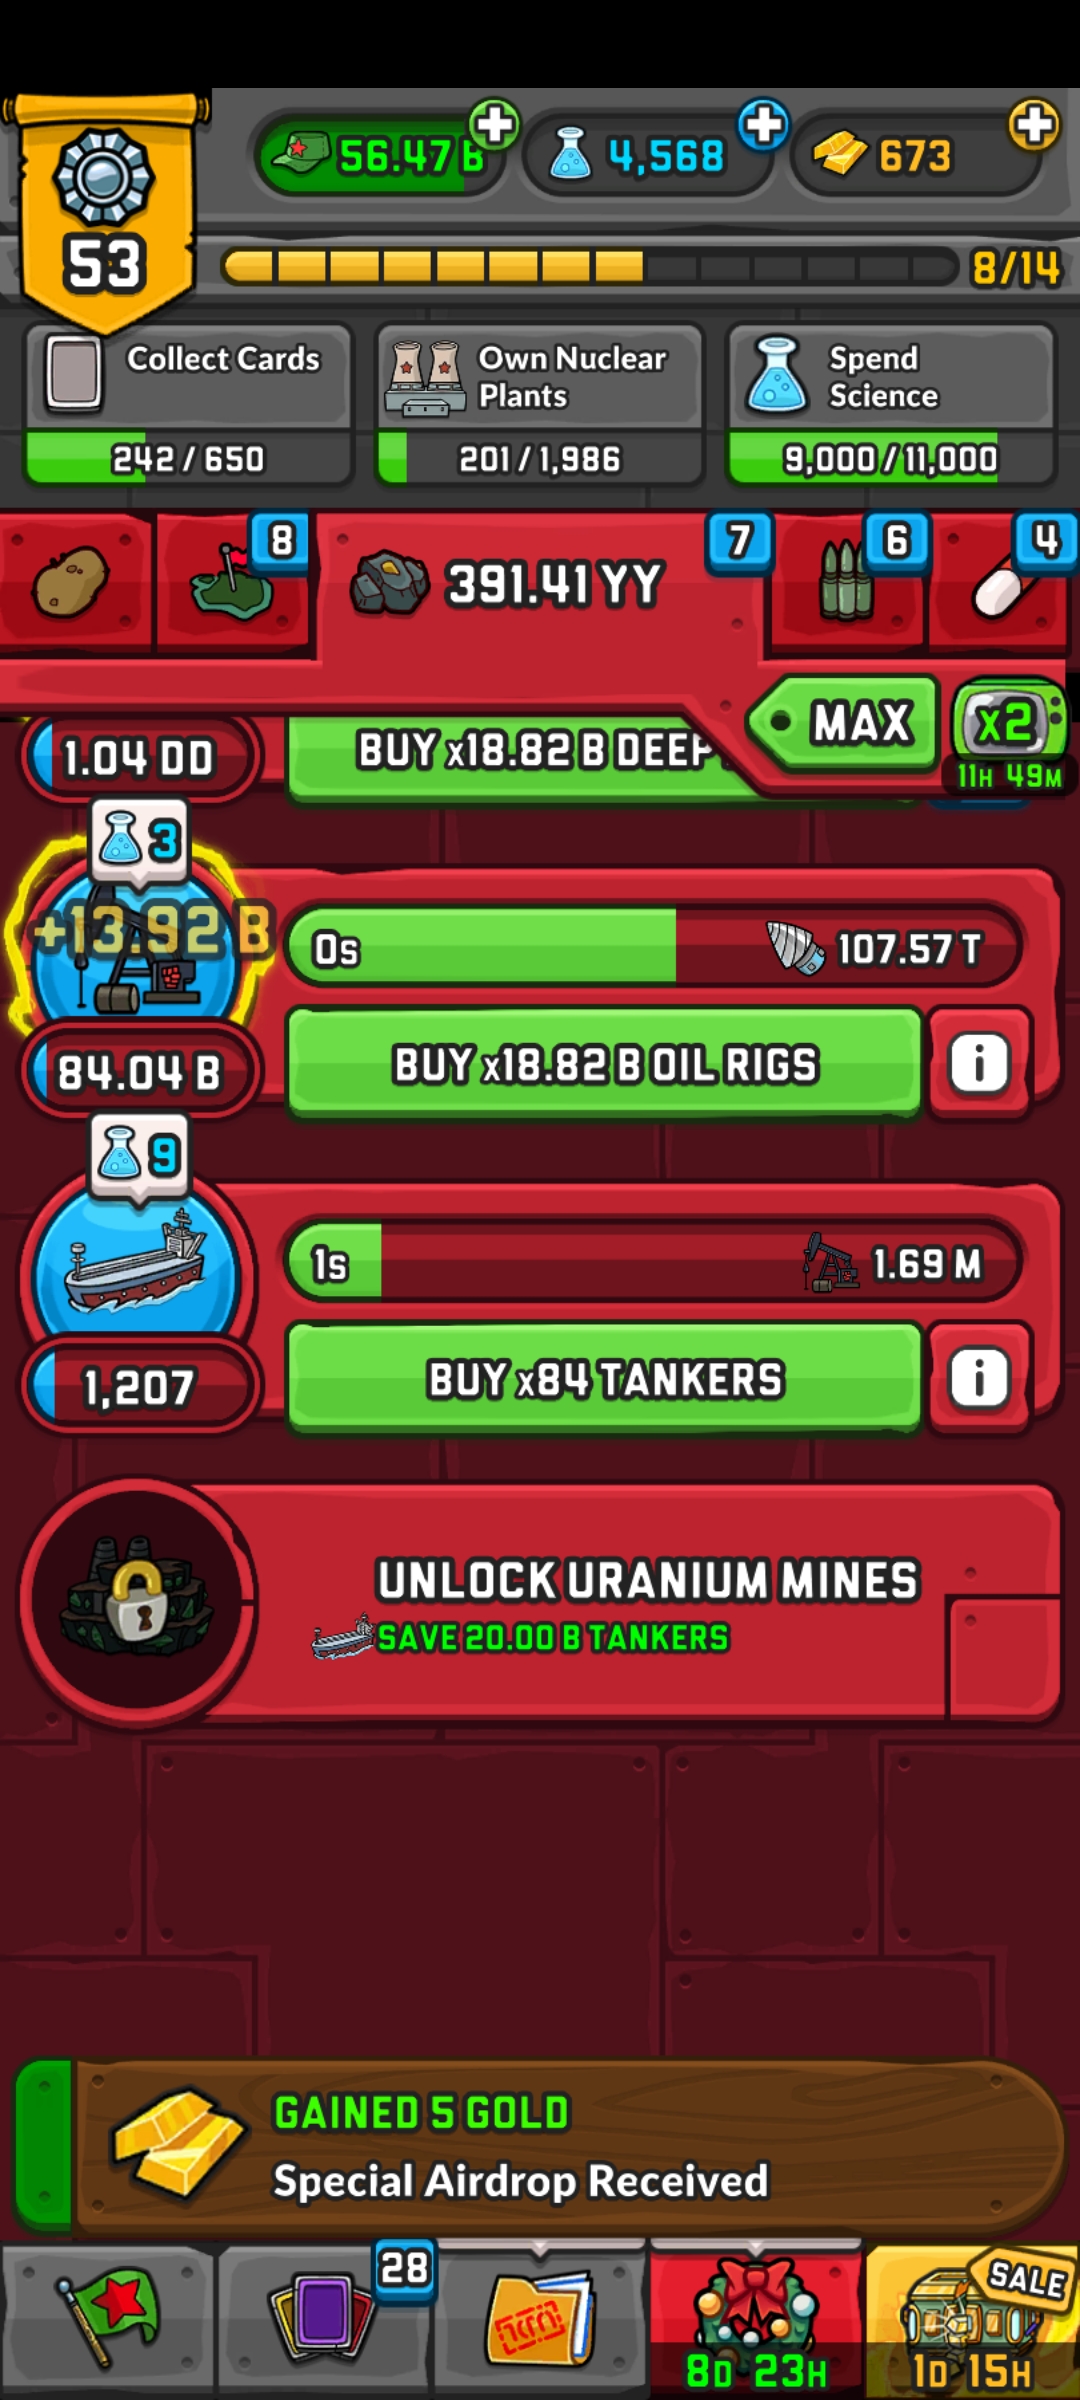 53
56.47 B
4,568
673
8/14
Collect Cards
242 / 650
Own Nuclear
Plants
201 / 1,986
Spend
Science
9,000 / 11,000
8
391.41 YY
7
6
4
MAX
x2
11H 49M
1.04 DD
BUY x18.82 B DEEP
3
+13.92 B
0s
107.57 T
84.04 B
BUY x18.82 B OIL RIGS
i
9
1s
1.69 M
1,207
BUY x84 TANKERS
i
UNLOCK URANIUM MINES
SAVE 20.00 B TANKERS
GAINED 5 GOLD
Special Airdrop Received
28
SALE
8D 23H
1D 15H